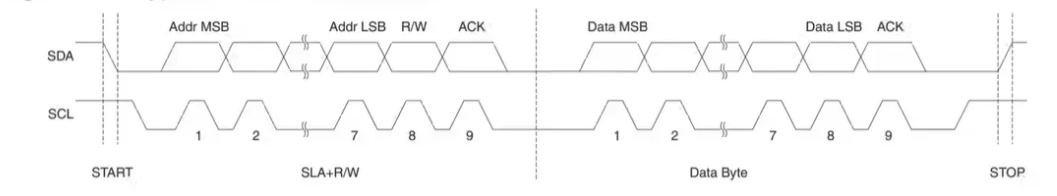 Addr MSB Addr LSB R/W ACK Data MSB Data LSB ACK
SDA
SCL
1 2 7 8 9 1 2 7 8 9
START SLA+R/W Data Byte STOP